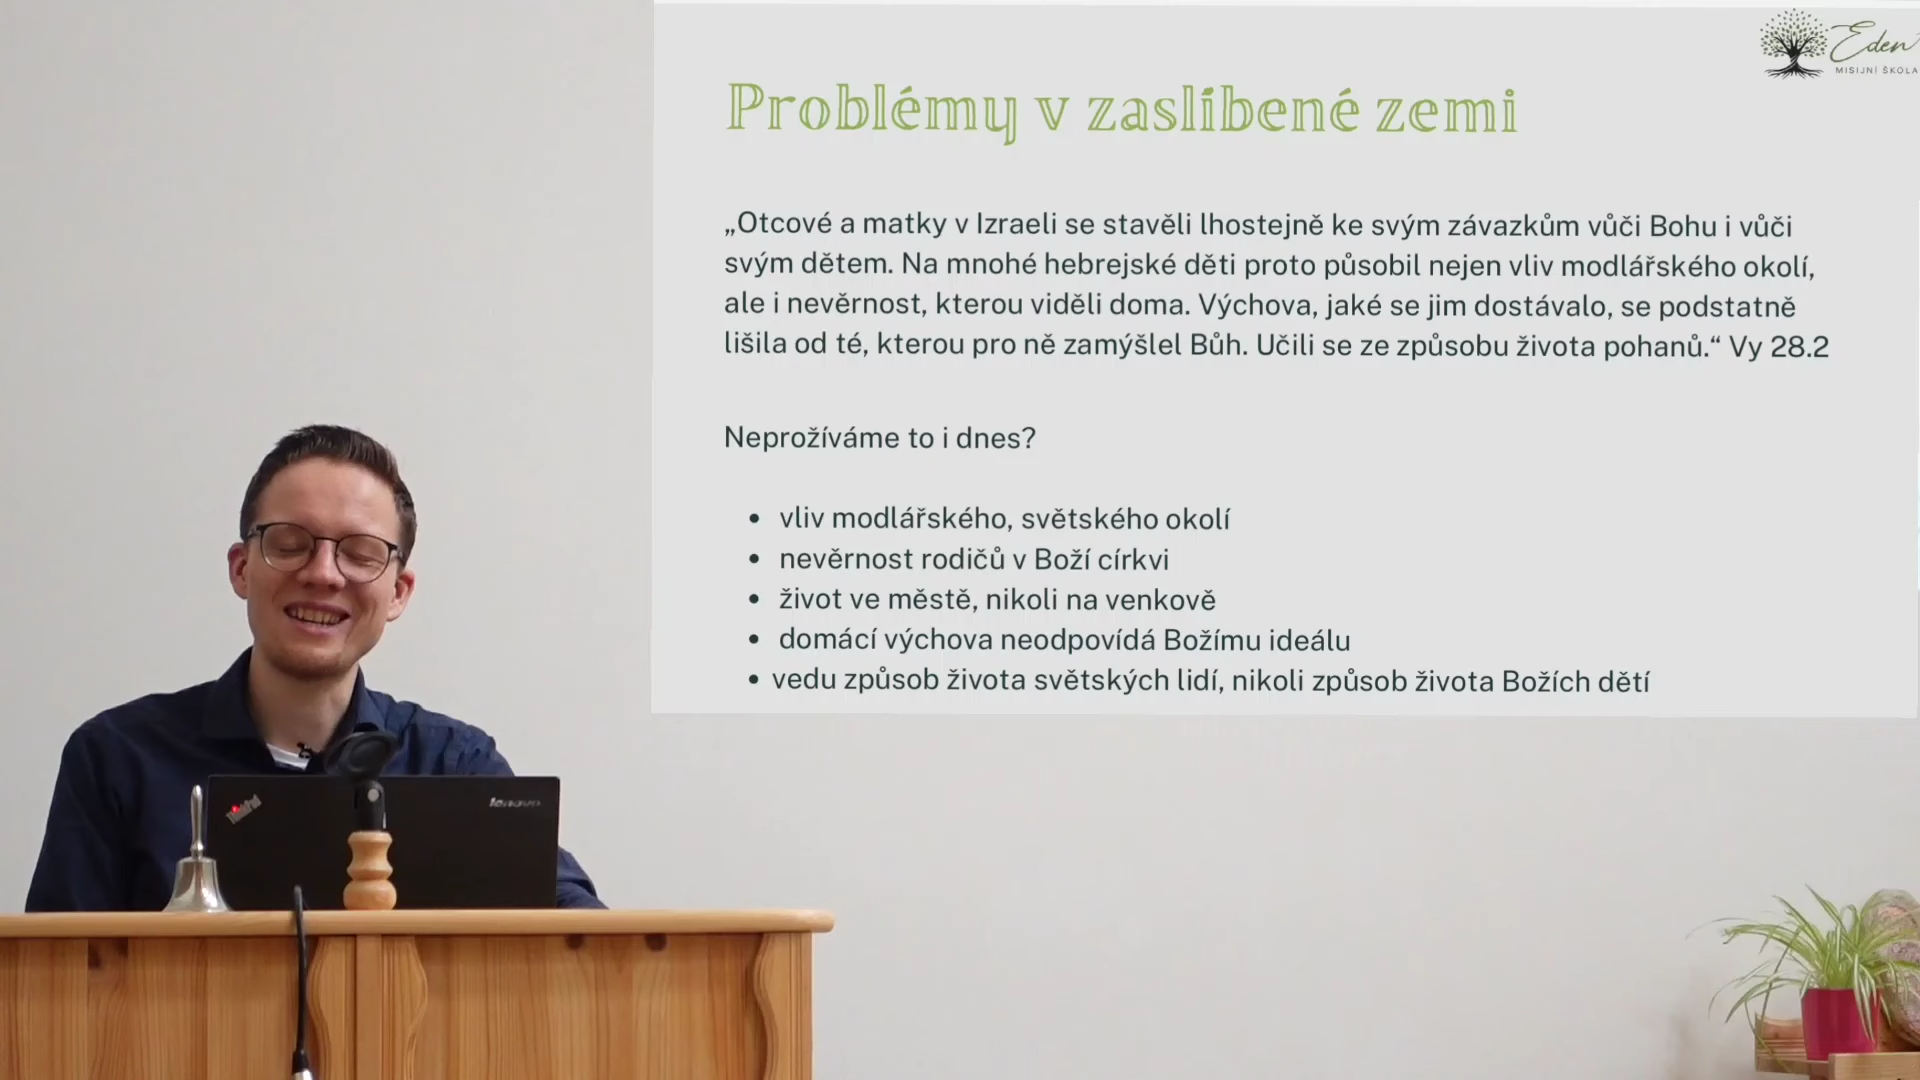 Eden
MISIJNÍ ŠKOLA
Problémy v zaslíbené zemi
„Otcové a matky v Izraeli se stavěli lhostejně ke svým závazkům vůči Bohu i vůči
svým dětem. Na mnohé hebrejské děti proto působil nejen vliv modlářského okolí,
ale i nevěrnost, kterou viděli doma. Výchova, jaké se jim dostávalo, se podstatně
lišila od té, kterou pro ně zamýšlel Bůh. Učili se ze způsobu života pohanů.“ Vy 28.2
Neprožíváme to i dnes?
• vliv modlářského, světského okolí
• nevěrnost rodičů v Boží církvi
• život ve městě, nikoli na venkově
• domácí výchova neodpovídá Božímu ideálu
• vedu způsob života světských lidí, nikoli způsob života Božích dětí
ThinkPad
lenovo